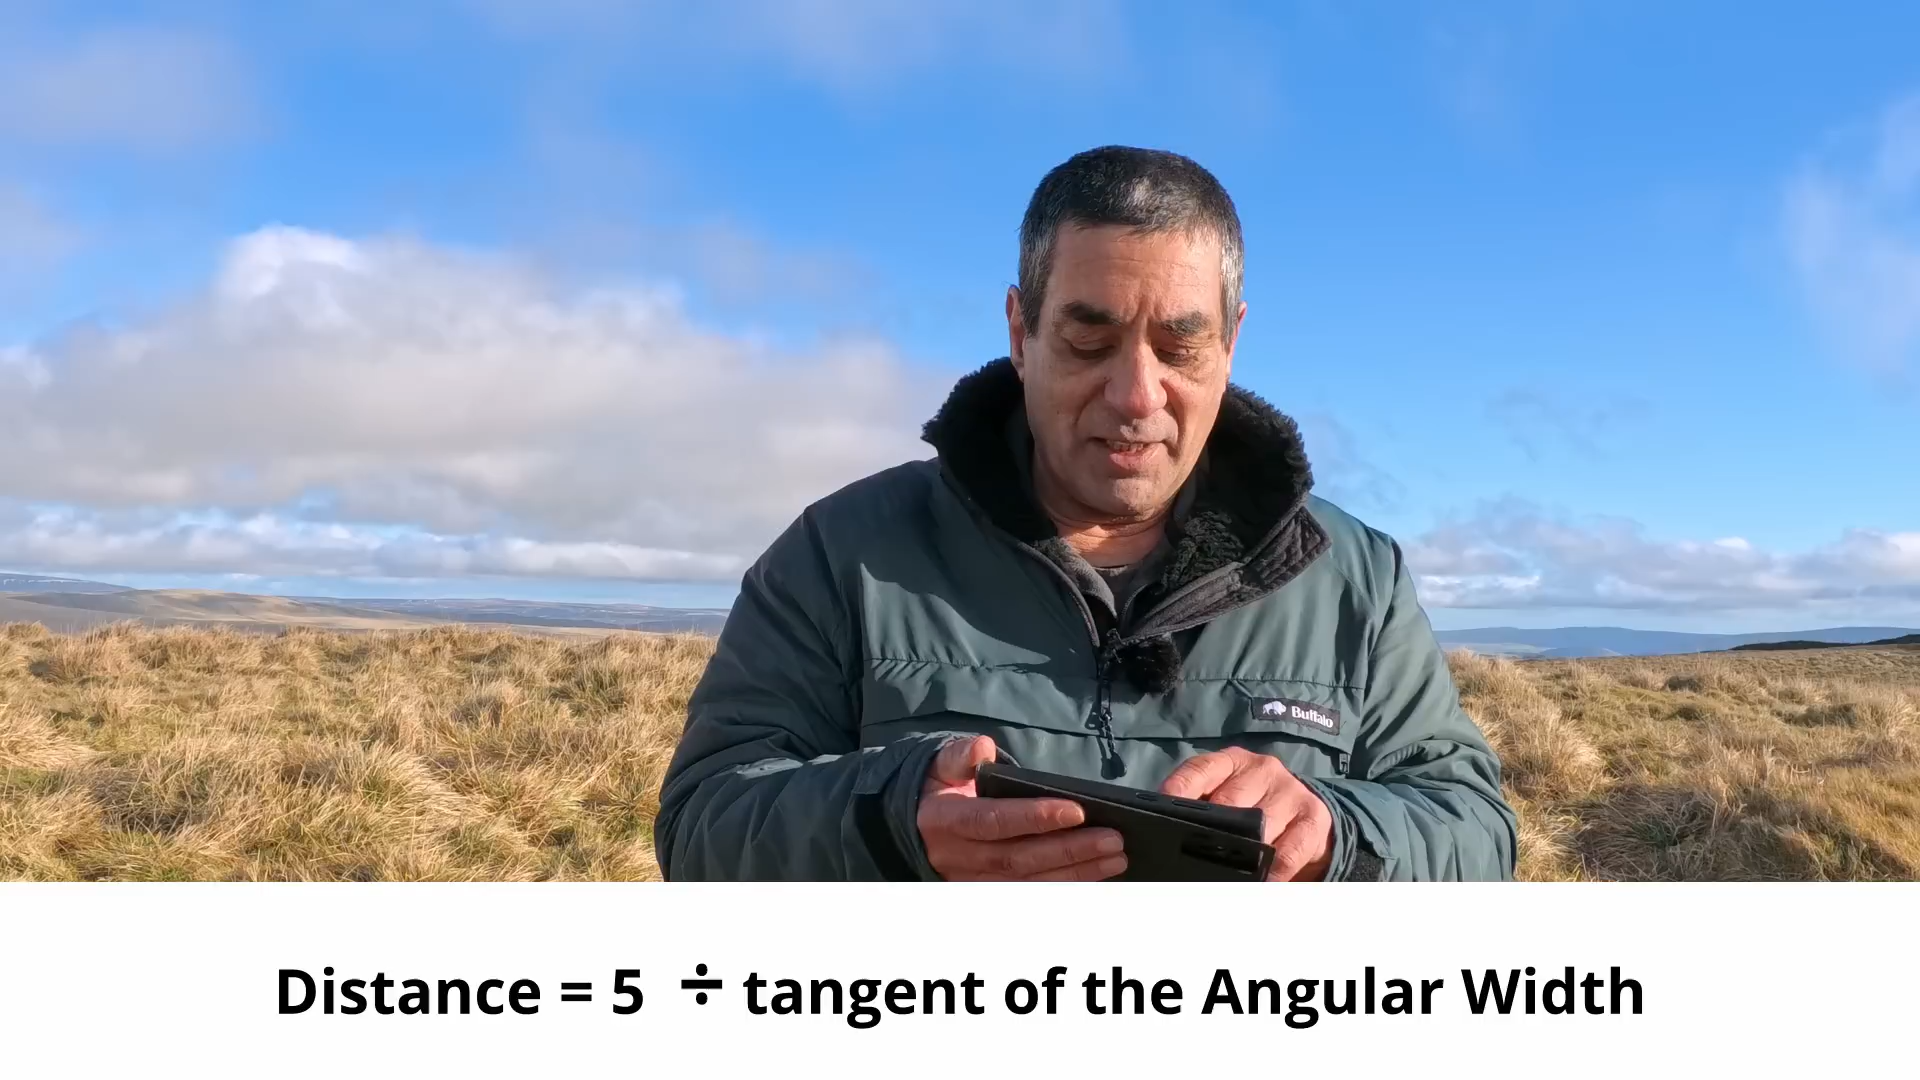 Buffalo
Distance = 5 ÷ tangent of the Angular Width